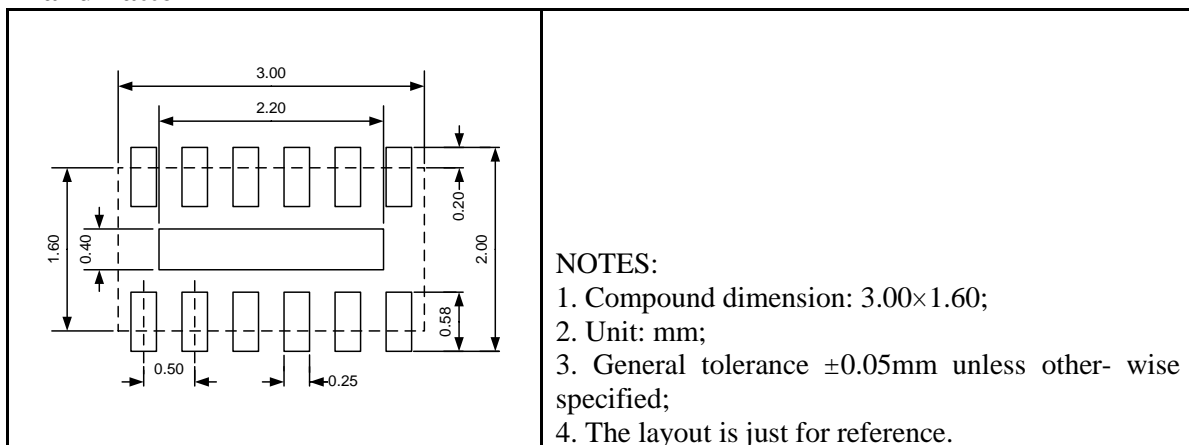 3.00
2.20
0.20
1.60
0.40
2.00
0.58
0.50
0.25
NOTES:
1. Compound dimension: 3.00×1.60;
2. Unit: mm;
3. General tolerance ±0.05mm unless other- wise
specified;
4. The layout is just for reference.